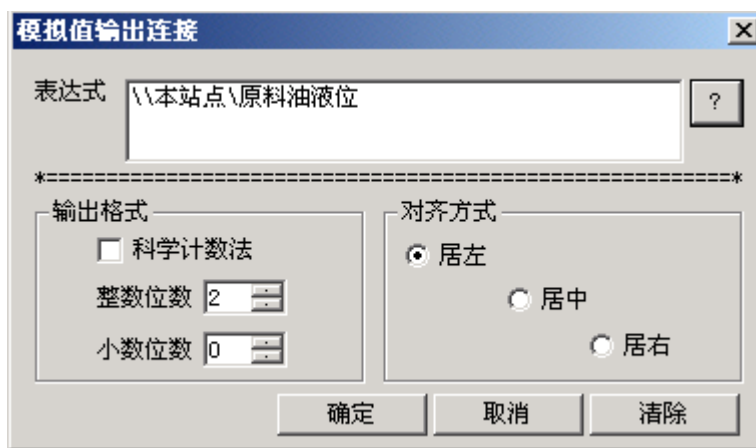 模拟值输出连接
表达式 \\本站点\原料油液位 ?
*==========================================================*
输出格式 对齐方式
科学计数法 居左
整数位数 2 居中
小数位数 0 居右
确定 取消 清除